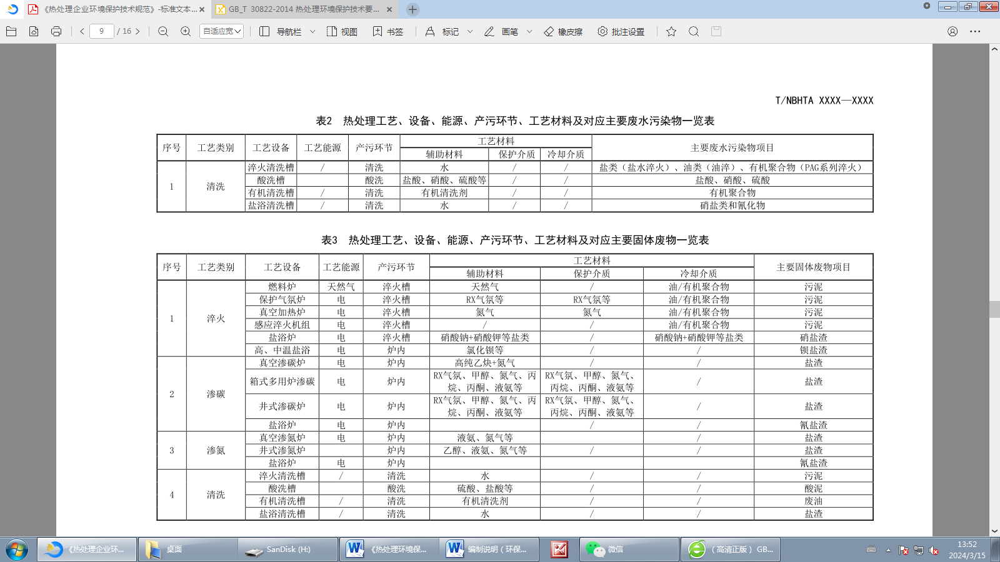 《热处理企业环境保护技术规范》-标准文本...
GB_T 30822-2014 热处理环境保护技术要...
9 / 16
自适应宽
导航栏
视图
书签
标记
画笔
橡皮擦
批注设置
T/NBHTA XXXX—XXXX
表2 热处理工艺、设备、能源、产污环节、工艺材料及对应主要废水污染物一览表
序号 工艺类别 工艺设备 工艺能源 产污环节 工艺材料 主要废水污染物项目
辅助材料 保护介质 冷却介质
1 清洗 淬火清洗槽 / 清洗 水 / / 盐类（盐水淬火）、油类（油淬）、有机聚合物（PAG系列淬火）
酸洗槽 酸洗 盐酸、硝酸、硫酸等 / / 盐酸、硝酸、硫酸
有机清洗槽 / 清洗 有机清洗剂 / / 有机聚合物
盐浴清洗槽 / 清洗 水 / / 硝盐类和氰化物
表3 热处理工艺、设备、能源、产污环节、工艺材料及对应主要固体废物一览表
序号 工艺类别 工艺设备 工艺能源 产污环节 工艺材料 主要固体废物项目
辅助材料 保护介质 冷却介质
1 淬火 燃料炉 天然气 淬火槽 天然气 / 油/有机聚合物 污泥
保护气氛炉 电 淬火槽 RX气氛等 RX气氛等 油/有机聚合物 污泥
真空加热炉 电 淬火槽 氮气 氮气 油/有机聚合物 污泥
感应淬火机组 电 淬火槽 / / 油/有机聚合物 污泥
盐浴炉 电 淬火槽 硝酸钠+硝酸钾等盐类 / 硝酸钠+硝酸钾等盐类 硝盐渣
高、中温盐浴 电 炉内 氯化钡等 / / 钡盐渣
2 渗碳 真空渗碳炉 电 炉内 高纯乙炔+氮气 / / 盐渣
箱式多用炉渗碳 电 炉内 RX气氛、甲醇、氮气、丙 RX气氛、甲醇、氮气、 / 盐渣
烷、丙酮、液氨等 丙烷、丙酮、液氨等
井式渗碳炉 电 炉内 RX气氛、甲醇、氮气、丙 RX气氛、甲醇、氮气、 / 盐渣
烷、丙酮、液氨等 丙烷、丙酮、液氨等
盐浴炉 电 炉内 / / 氰盐渣
3 渗氮 真空渗氮炉 电 炉内 液氨、氮气等 / 盐渣
井式渗氮炉 炉内 乙醇、液氨、氮气等 / / 盐渣
盐浴炉 电 炉内 氰盐渣
4 清洗 淬火清洗槽 / 清洗 水 / / 污泥
酸洗槽 酸洗 硫酸、盐酸等 / / 酸泥
有机清洗槽 / 清洗 有机清洗剂 / / 废油
盐浴清洗槽 / 清洗 水 / / 盐渣
《热处理企业环...
桌面
SanDisk (H:)
《热处理环境保...
编制说明（环保...
微信
（高清正版） GB...
13:52
2024/3/15